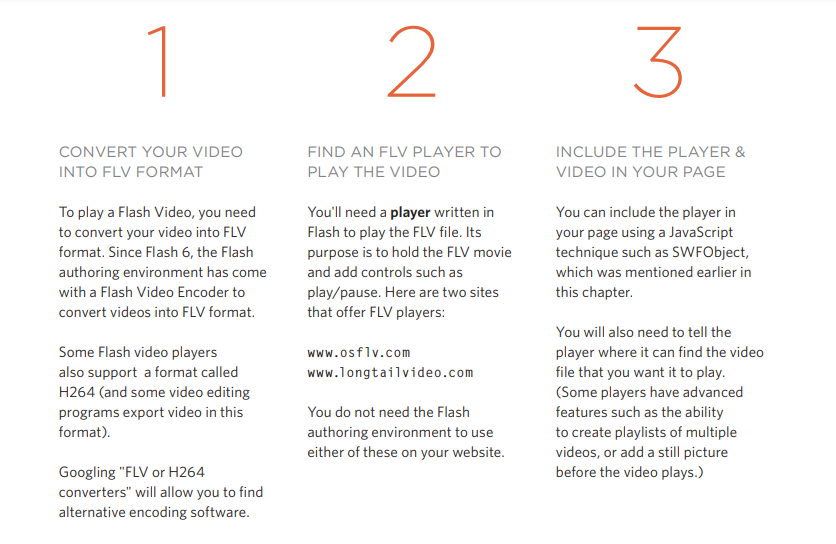 1
CONVERT YOUR VIDEO
INTO FLV FORMAT
To play a Flash Video, you need
to convert your video into FLV
format. Since Flash 6, the Flash
authoring environment has come
with a Flash Video Encoder to
convert videos into FLV format.
Some Flash video players
also support a format called
H264 (and some video editing
programs export video in this
format).
Googling "FLV or H264
converters" will allow you to find
alternative encoding software.
2
FIND AN FLV PLAYER TO
PLAY THE VIDEO
You'll need a player written in
Flash to play the FLV file. Its
purpose is to hold the FLV movie
and add controls such as
play/pause. Here are two sites
that offer FLV players:
www.osflv.com
www.longtailvideo.com
You do not need the Flash
authoring environment to use
either of these on your website.
3
INCLUDE THE PLAYER &
VIDEO IN YOUR PAGE
You can include the player in
your page using a JavaScript
technique such as SWFObject,
which was mentioned earlier in
this chapter.
You will also need to tell the
player where it can find the video
file that you want it to play.
(Some players have advanced
features such as the ability
to create playlists of multiple
videos, or add a still picture
before the video plays.)